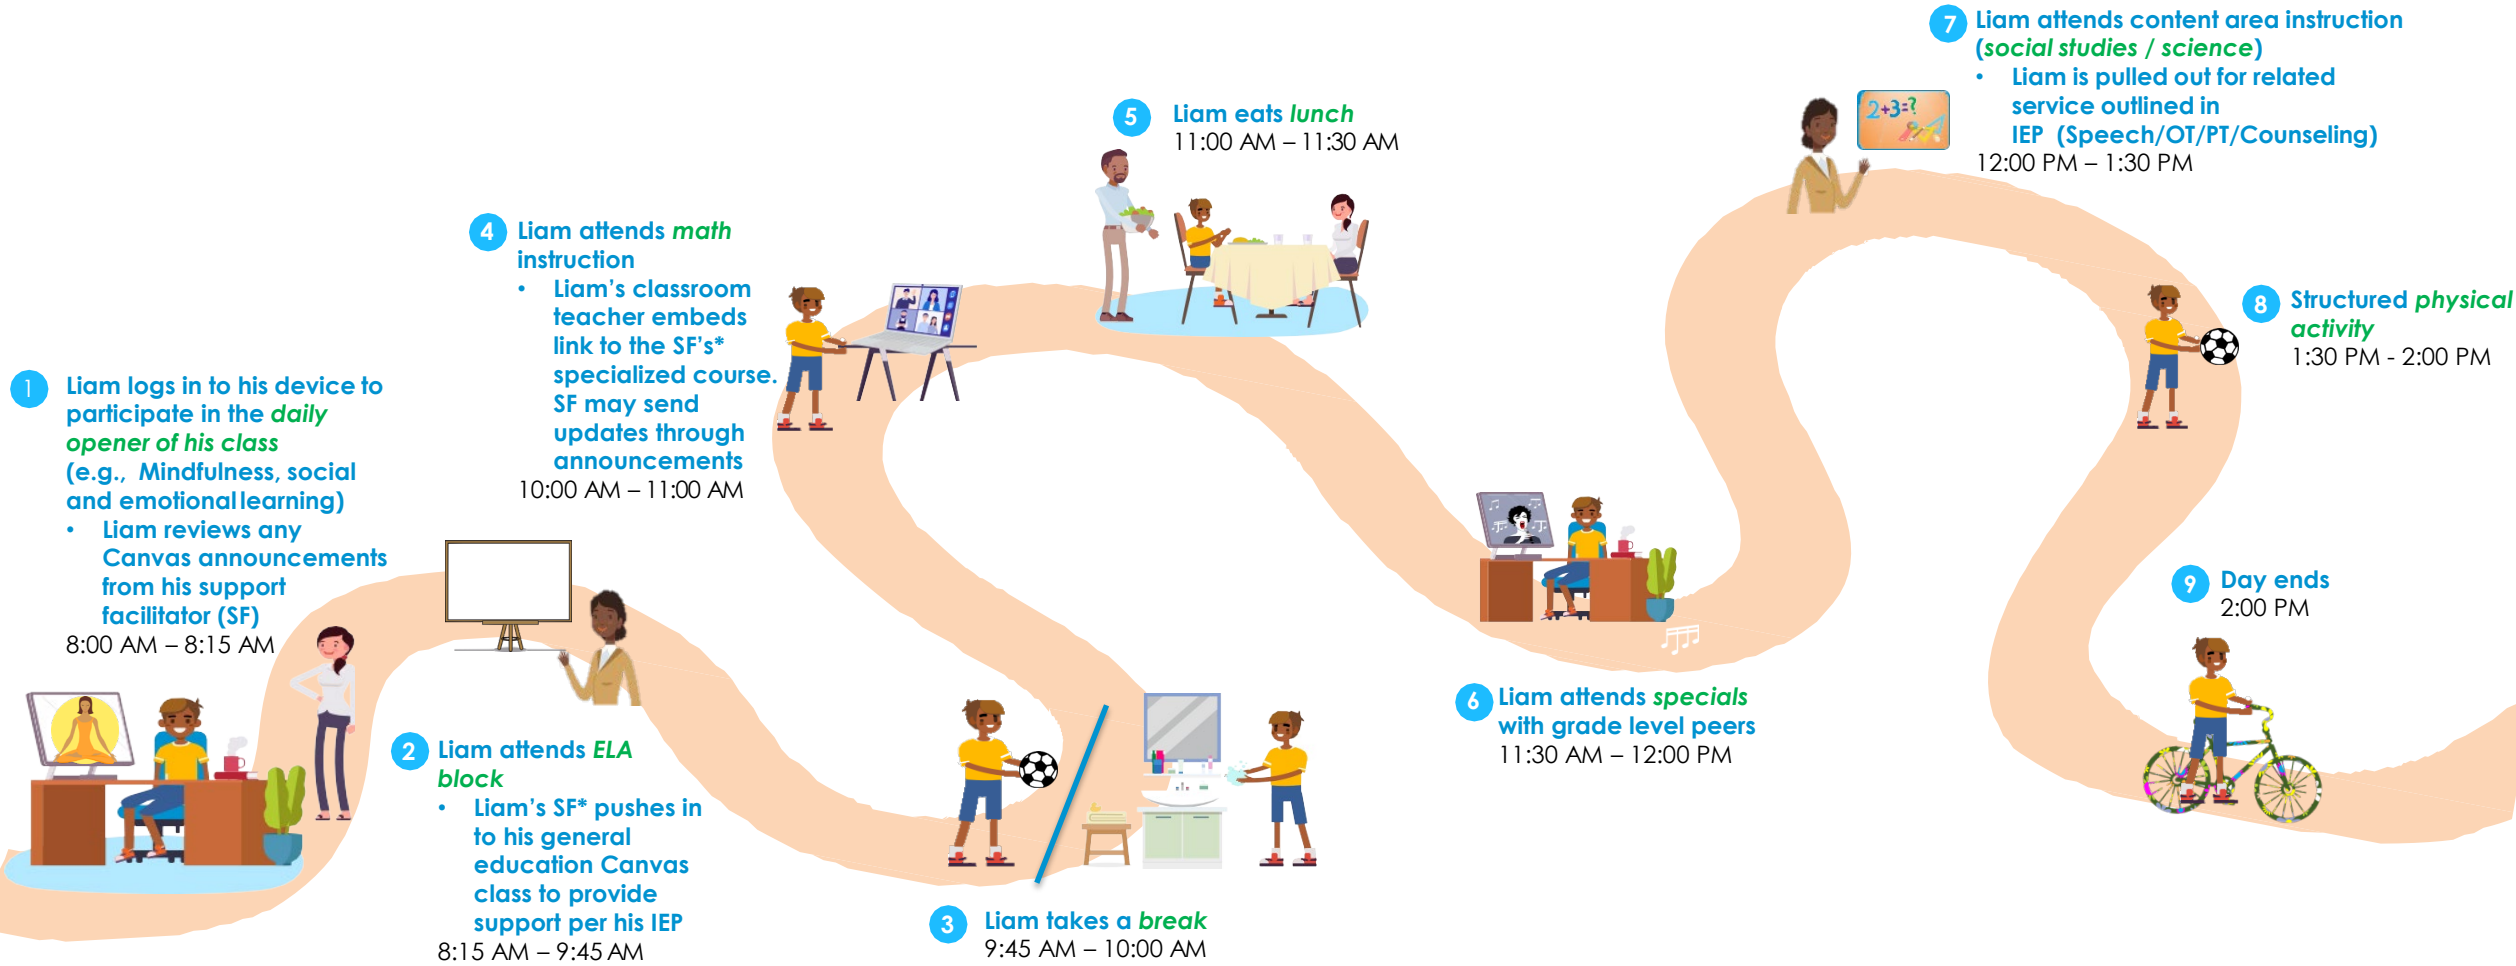 1 Liam logs in to his device to
participate in the daily
opener of his class
(e.g., Mindfulness, social
and emotional learning)
• Liam reviews any
Canvas announcements
from his support
facilitator (SF)
8:00 AM – 8:15 AM
2 Liam attends ELA
block
• Liam's SF* pushes in
to his general
education Canvas
class to provide
support per his IEP
8:15 AM – 9:45 AM
3 Liam takes a break
9:45 AM – 10:00 AM
4 Liam attends math
instruction
• Liam's classroom
teacher embeds
link to the SF's*
specialized course.
SF may send
updates through
announcements
10:00 AM – 11:00 AM
5 Liam eats lunch
11:00 AM – 11:30 AM
6 Liam attends specials
with grade level peers
11:30 AM – 12:00 PM
7 Liam attends content area instruction
(social studies / science)
• Liam is pulled out for related
service outlined in
IEP (Speech/OT/PT/Counseling)
12:00 PM – 1:30 PM
2+3=?
8 Structured physical
activity
1:30 PM - 2:00 PM
9 Day ends
2:00 PM